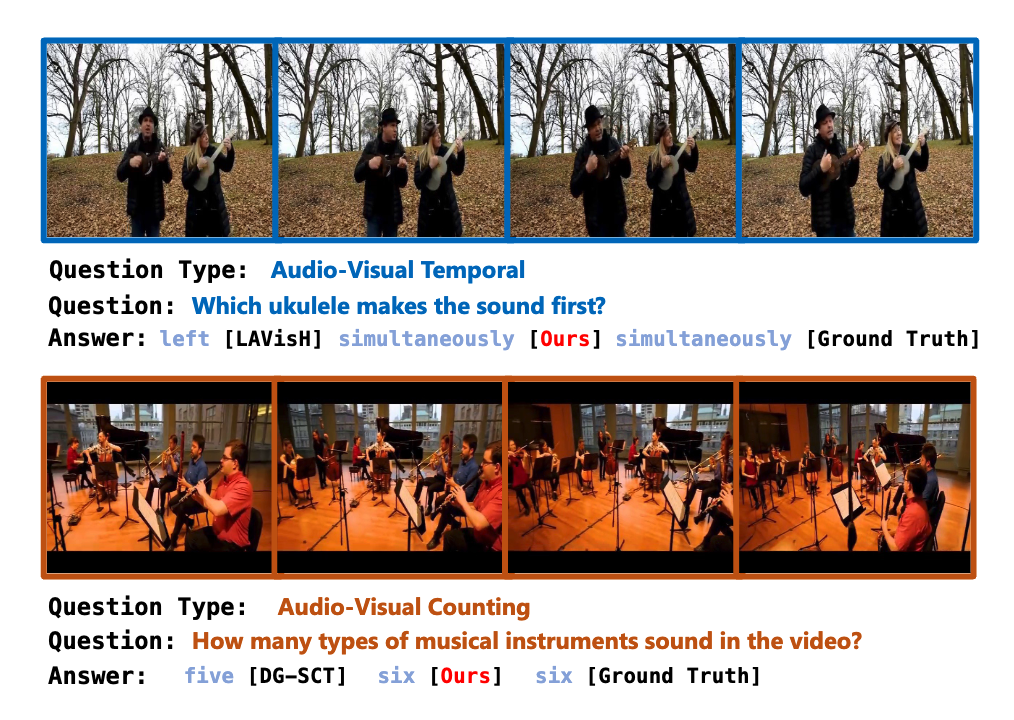 Question Type: Audio-Visual Temporal
Question: Which ukulele makes the sound first?
Answer: left [LAVisH] simultaneously [Ours] simultaneously [Ground Truth]
Question Type: Audio-Visual Counting
Question: How many types of musical instruments sound in the video?
Answer: five [DG-SCT] six [Ours] six [Ground Truth]